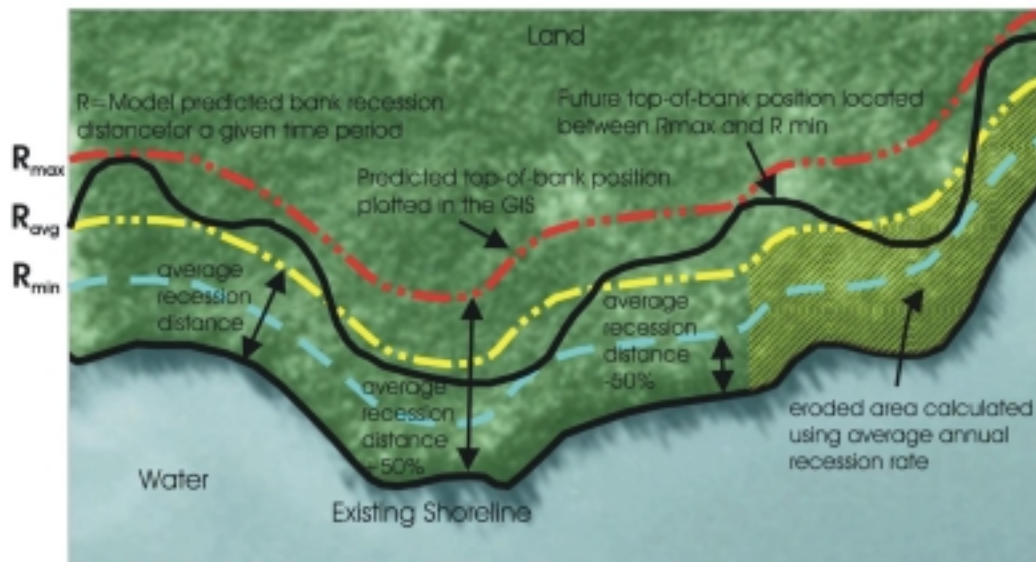 Land
R=Model predicted bank recession
distancefor a given time period
Future top-of-bank position located
between Rmax and R min
Rmax
Predicted top-of-bank position
plotted in the GIS
Ravg
Rmin
average
recession
distance
average
recession
distance
-50%
average
recession
distance
+50%
eroded area calculated
using average annual
recession rate
Water
Existing Shoreline